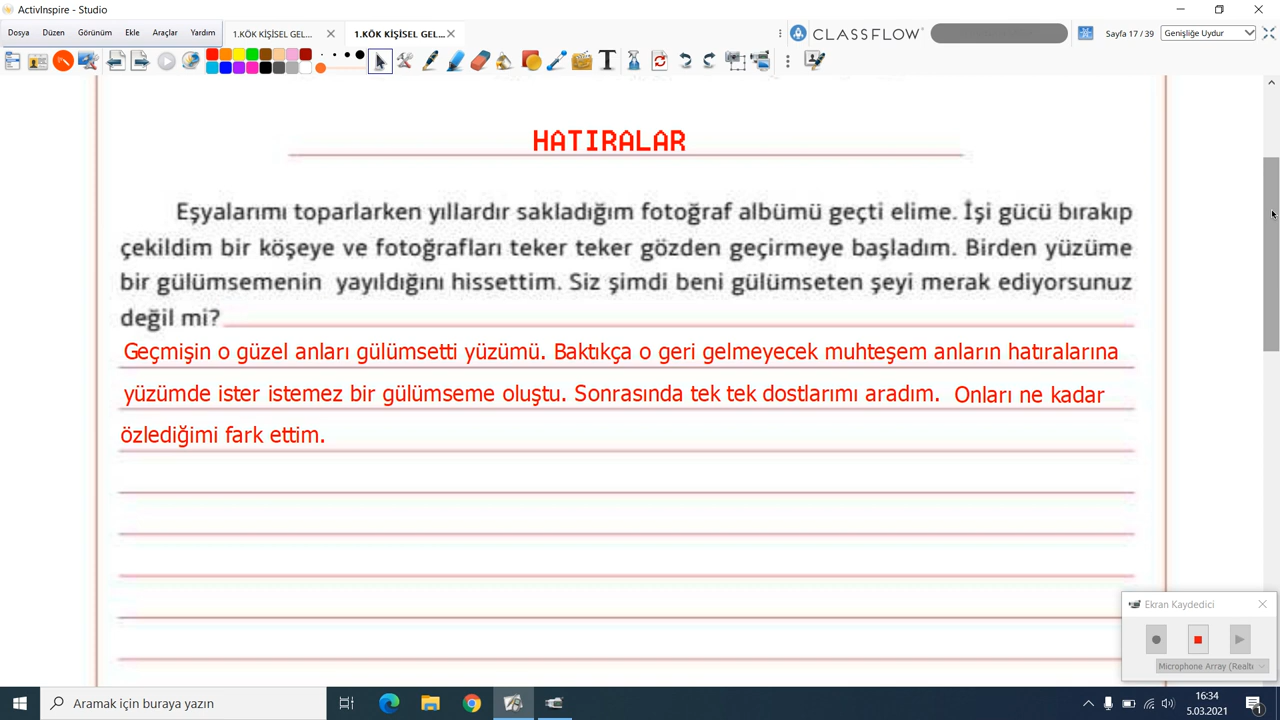 ActivInspire - Studio
Dosya Düzen Görünüm Ekle Araçlar Yardım
1.KÖK KİŞİSEL GEL...
1.KÖK KİŞİSEL GEL...
CLASSFLOW
Sayfa 17 / 39
Genişliğe Uydur
HATIRALAR
Eşyalarımı toparlarken yıllardır sakladığım fotoğraf albümü geçti elime. İşi gücü bırakıp
çekildim bir köşeye ve fotoğrafları teker teker gözden geçirmeye başladım. Birden yüzüme
bir gülümsemenin yayıldığını hissettim. Siz şimdi beni gülümseten şeyi merak ediyorsunuz
değil mi?
Geçmişin o güzel anları gülümsetti yüzümü. Baktıkça o geri gelmeyecek muhteşem anların hatıralarına
yüzümde ister istemez bir gülümseme oluştu. Sonrasında tek tek dostlarımı aradım. Onları ne kadar
özlediğimi fark ettim.
Ekran Kaydedici
Microphone Array (Realte
Aramak için buraya yazın
16:34
5.03.2021
1